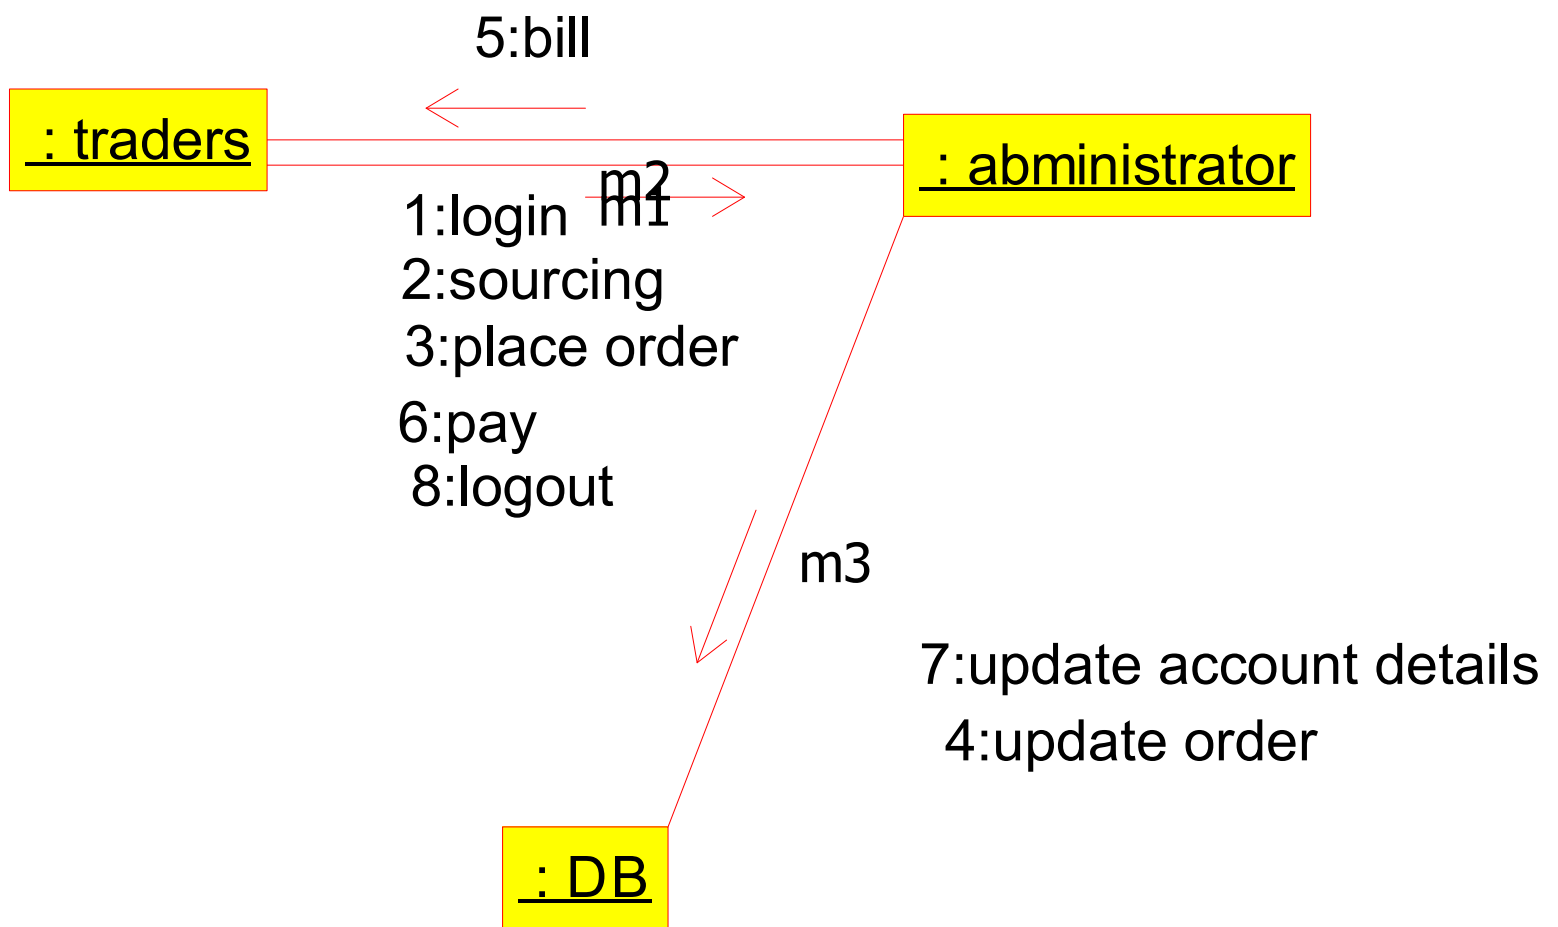 5:bill
: traders
: abministrator
m2
m1
1:login
2:sourcing
3:place order
6:pay
8:logout
m3
7:update account details
4:update order
: DB